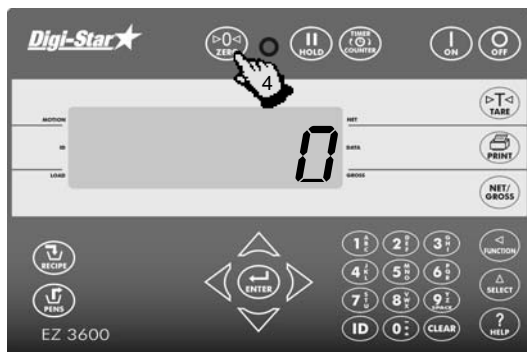 Digi-Star
▷0◁
ZERO
HOLD
TIMER
COUNTER
ON
OFF
4
▷T◁
TARE
MOTION
NET
0
ID
DATA
PRINT
LOAD
GROSS
NET/
GROSS
RECIPE
ENTER
PENS
1 A B C
2 D E F
3 G H I
FUNCTION
4 J K L
5 M N O
6 P Q R
SELECT
7 S T U
8 V W X
9 Y Z
SPACE
?
HELP
ID
0
CLEAR
EZ 3600